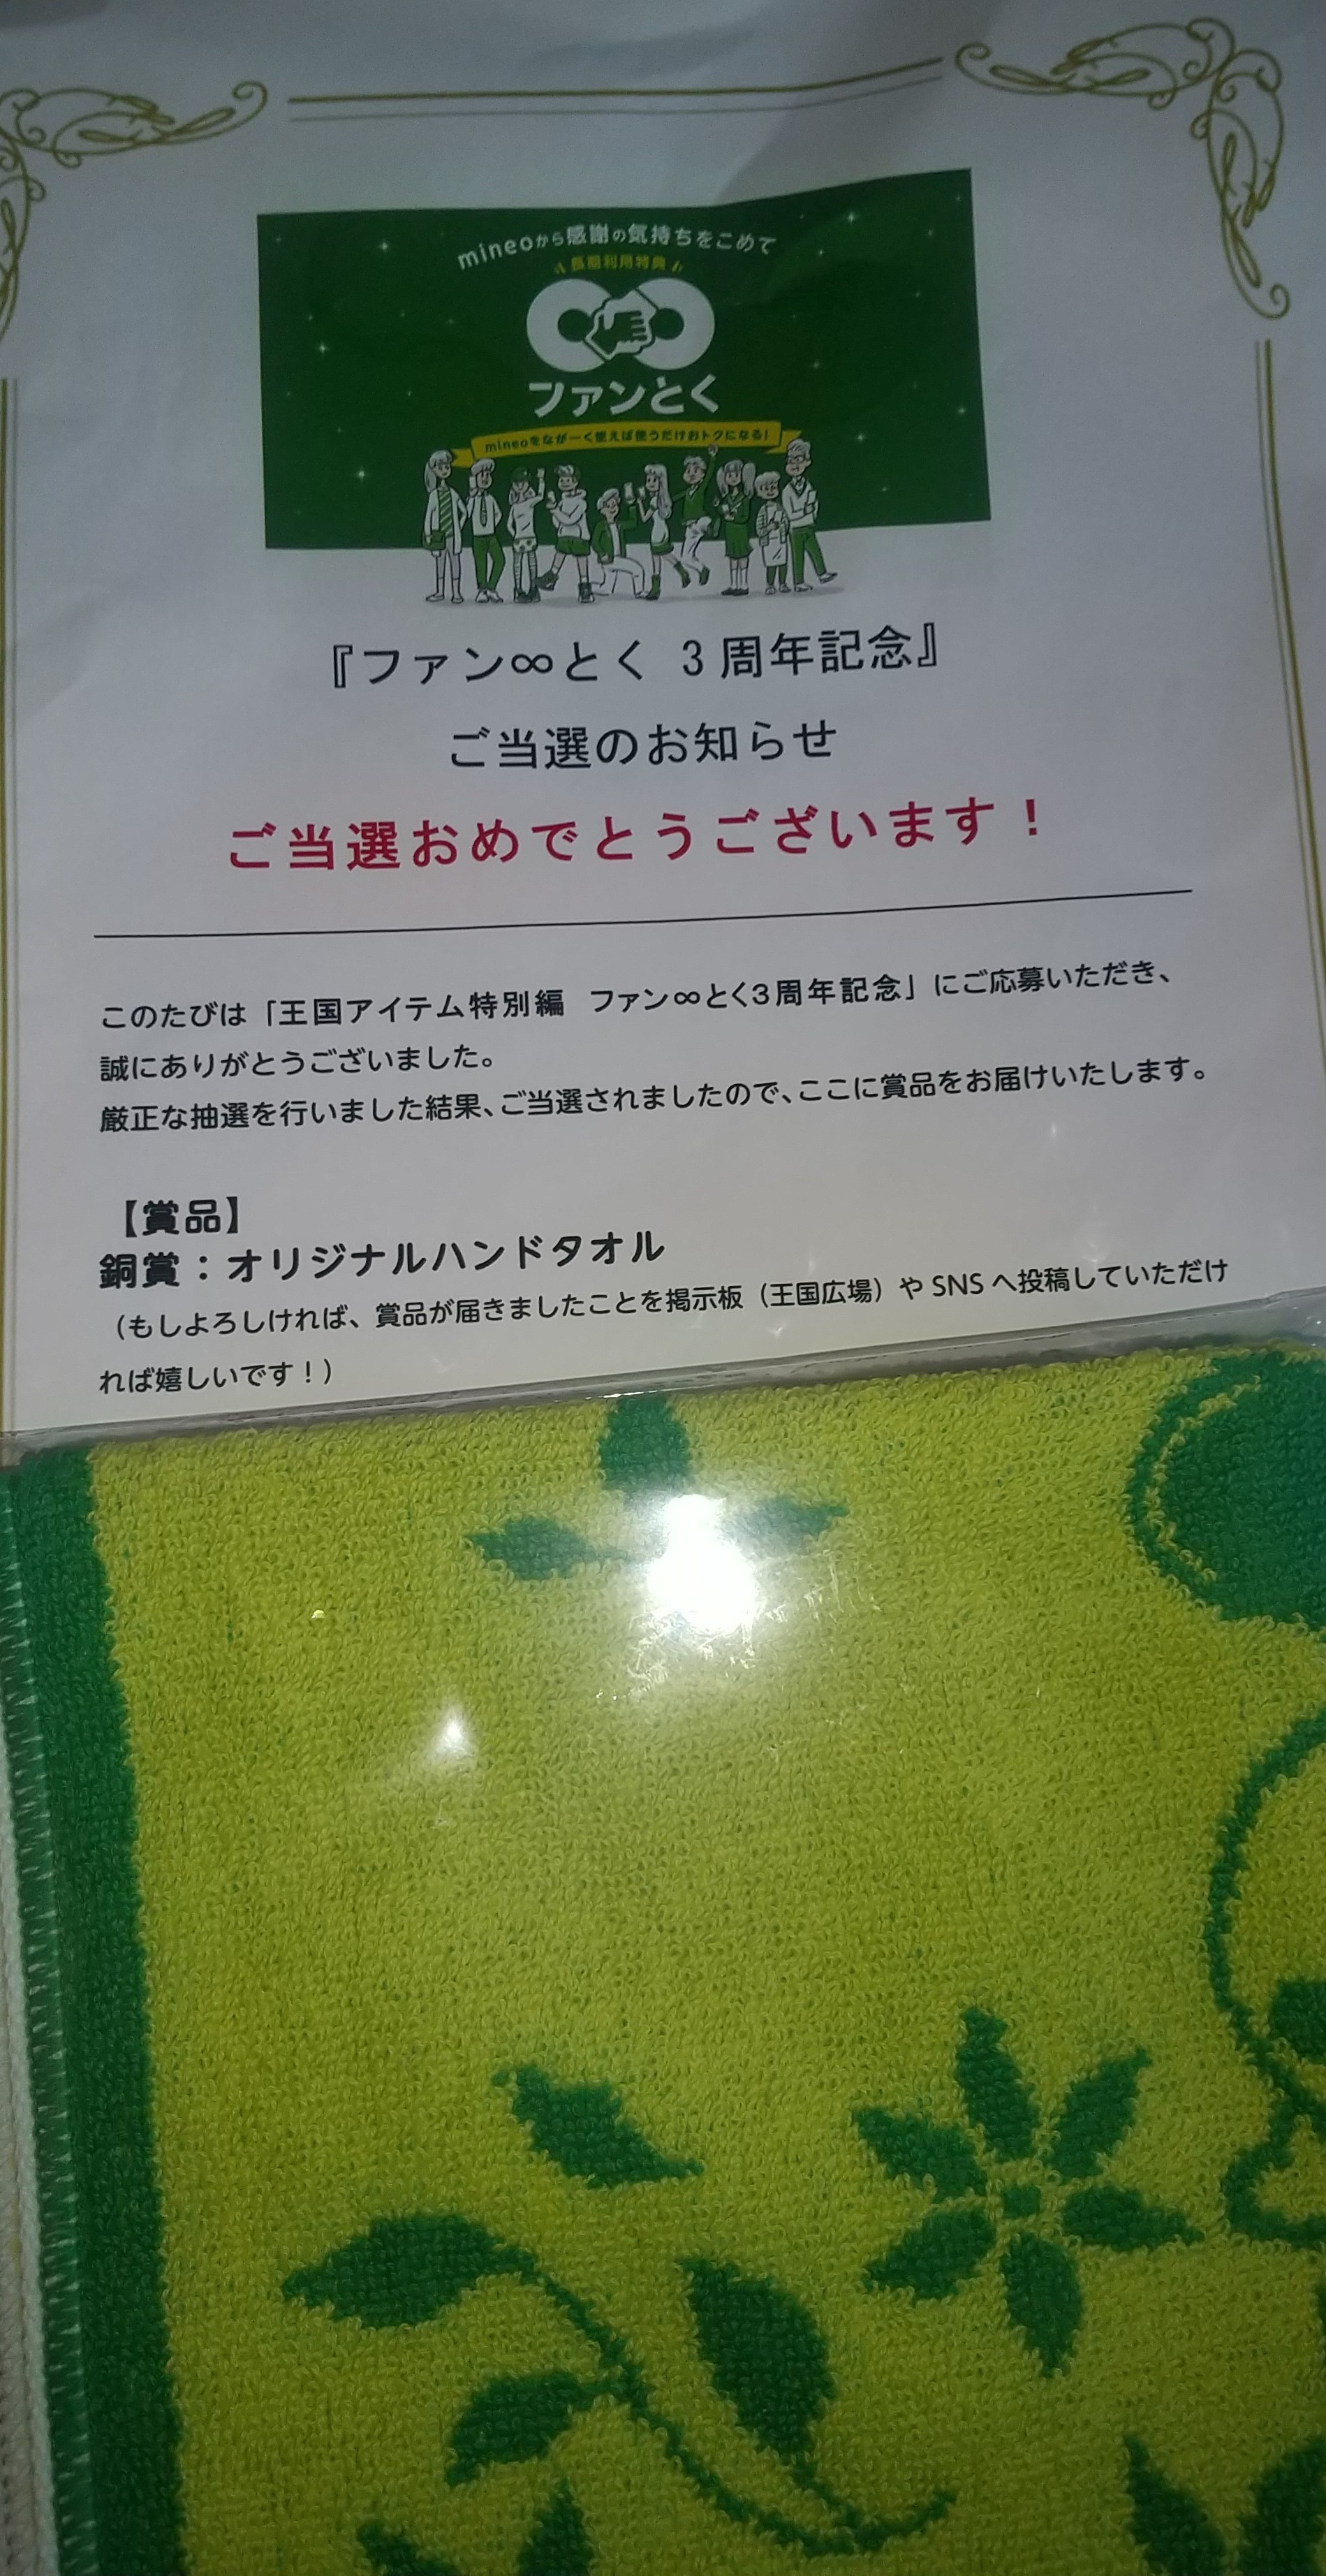 mineoから感謝の気持ちをこめて
長期利用特典
ファンとく
mineoをながーく使えば使うだけおトクになる!
『ファン∞とく 3周年記念』
ご当選のお知らせ
ご当選おめでとうございます！
このたびは「王国アイテム特別編 ファン∞とく3周年記念」にご応募いただき、
誠にありがとうございました。
厳正な抽選を行いました結果、ご当選されましたので、ここに賞品をお届けいたします。
【賞品】
銅賞：オリジナルハンドタオル
（もしよろしければ、賞品が届きましたことを掲示板（王国広場）や SNS へ投稿していただけ
れば嬉しいです！）